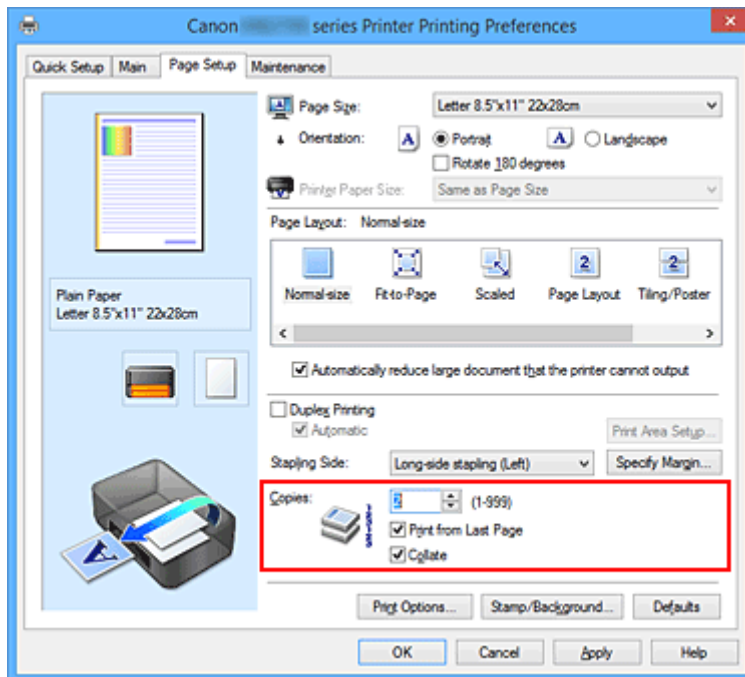 Canon series Printer Printing Preferences
Quick Setup Main Page Setup Maintenance
Page Size: Letter 8.5"x11" 22x28cm
Orientation: A Portrait A Landscape
Rotate 180 degrees
Printer Paper Size: Same as Page Size
Page Layout: Normal-size
2 2
Normal-size Fit-to-Page Scaled Page Layout Tiling/Poster
Plain Paper
Letter 8.5"x11" 22x28cm
Automatically reduce large document that the printer cannot output
Duplex Printing
Automatic
Print Area Setup...
Stapling Side: Long-side stapling (Left) Specify Margin...
Copies: 2 (1-999)
Print from Last Page
Collate
A
Print Options... Stamp/Background... Defaults
OK Cancel Apply Help